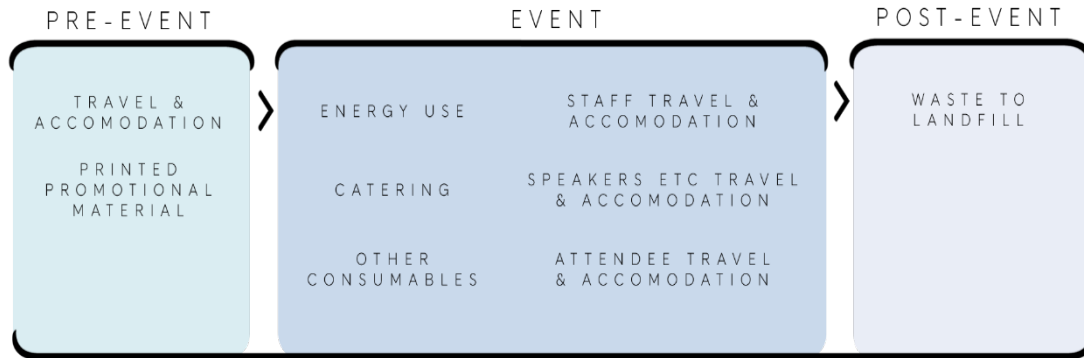 PRE-EVENT
TRAVEL &
ACCOMODATION
PRINTED
PROMOTIONAL
MATERIAL
EVENT
ENERGY USE
CATERING
OTHER
CONSUMABLES
STAFF TRAVEL &
ACCOMODATION
SPEAKERS ETC TRAVEL
& ACCOMODATION
ATTENDEE TRAVEL
& ACCOMODATION
POST-EVENT
WASTE TO
LANDFILL